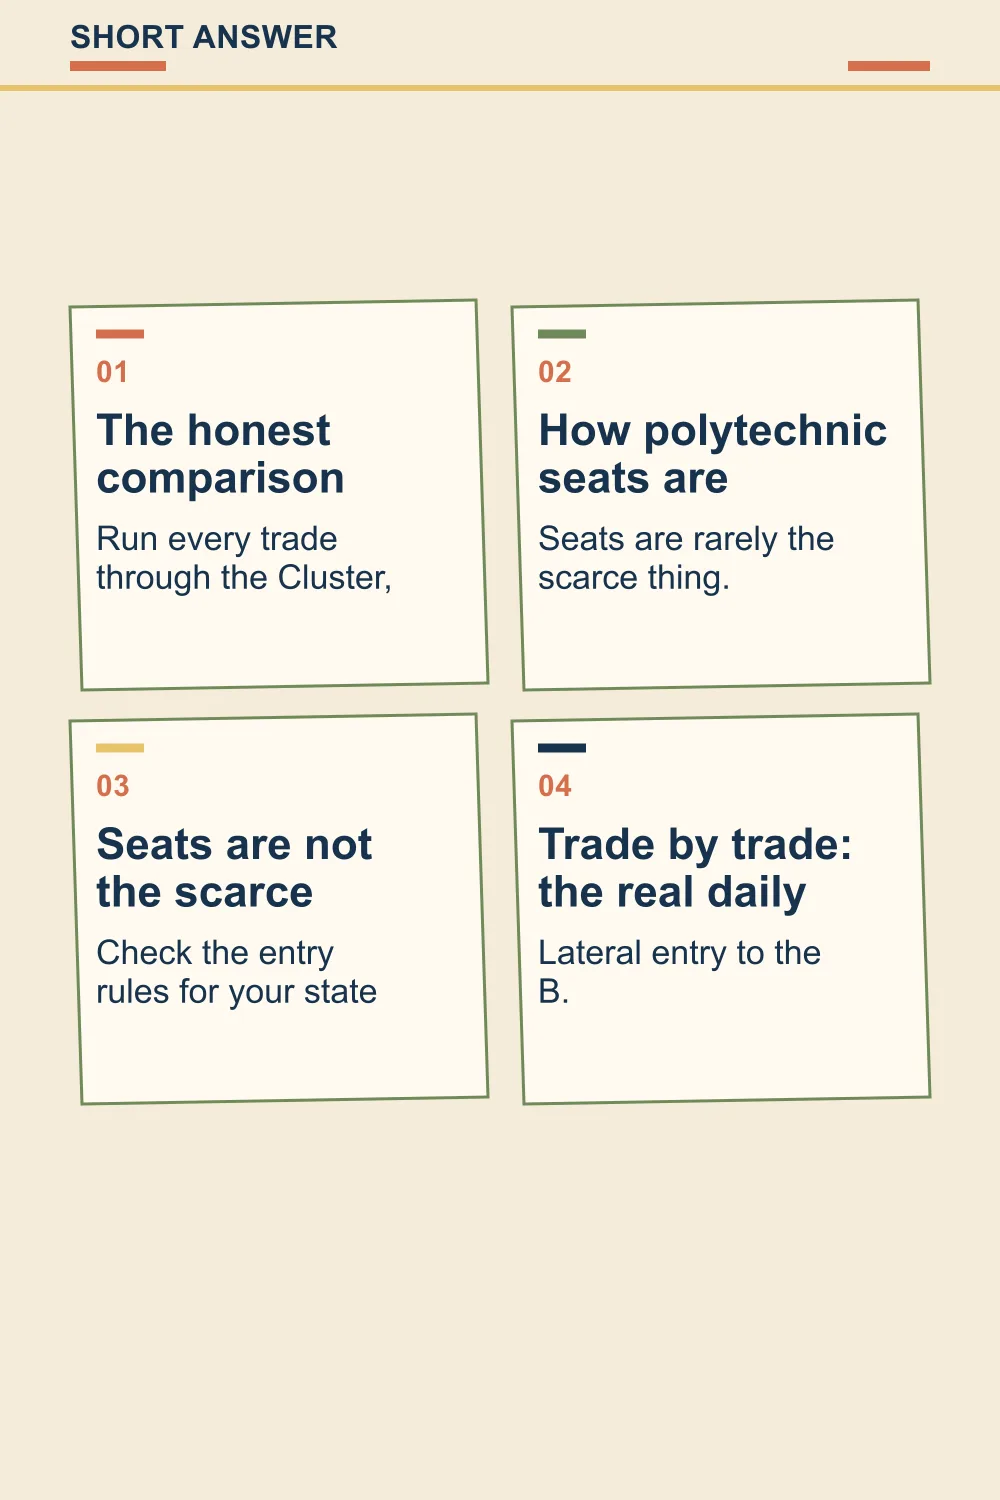 SHORT ANSWER
01
The honest
comparison
Run every trade
through the Cluster,
02
How polytechnic
seats are
Seats are rarely the
scarce thing.
03
Seats are not
the scarce
Check the entry
rules for your state
04
Trade by trade:
the real daily
Lateral entry to the
B.